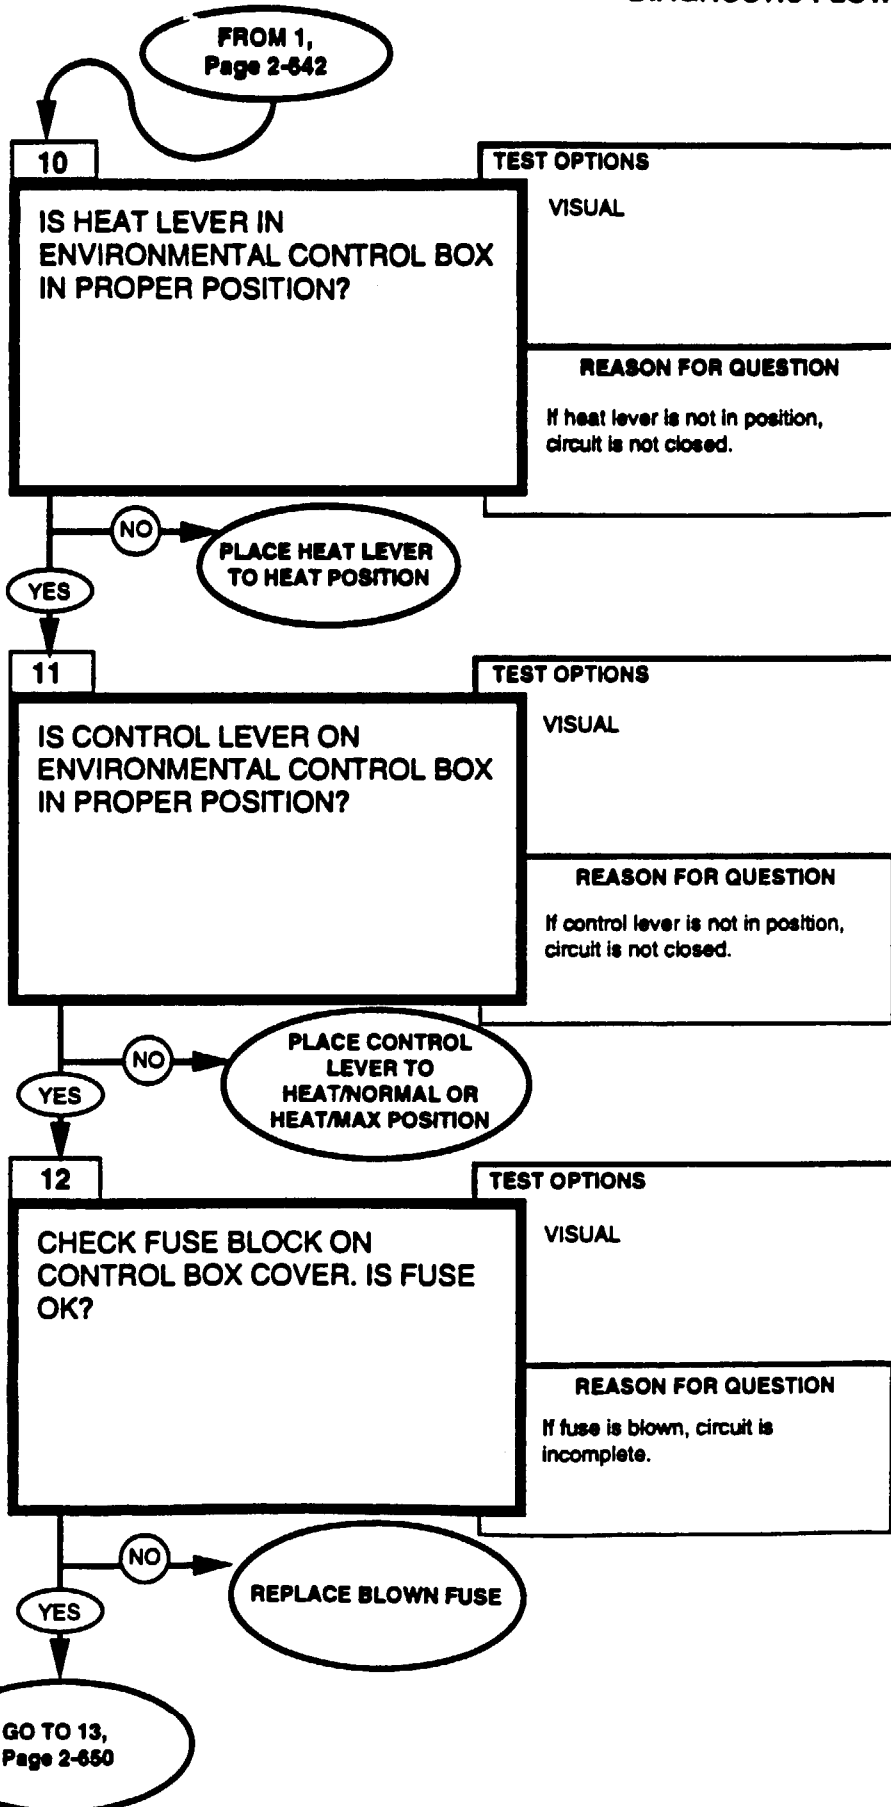 FROM 1,
Page 2-642
10
IS HEAT LEVER IN
ENVIRONMENTAL CONTROL BOX
IN PROPER POSITION?
TEST OPTIONS
VISUAL
REASON FOR QUESTION
If heat lever is not in position,
circuit is not closed.
NO
PLACE HEAT LEVER
TO HEAT POSITION
YES
11
IS CONTROL LEVER ON
ENVIRONMENTAL CONTROL BOX
IN PROPER POSITION?
TEST OPTIONS
VISUAL
REASON FOR QUESTION
If control lever is not in position,
circuit is not closed.
NO
PLACE CONTROL
LEVER TO
HEAT/NORMAL OR
HEAT/MAX POSITION
YES
12
CHECK FUSE BLOCK ON
CONTROL BOX COVER. IS FUSE
OK?
TEST OPTIONS
VISUAL
REASON FOR QUESTION
If fuse is blown, circuit is
incomplete.
NO
REPLACE BLOWN FUSE
YES
GO TO 13,
Page 2-650